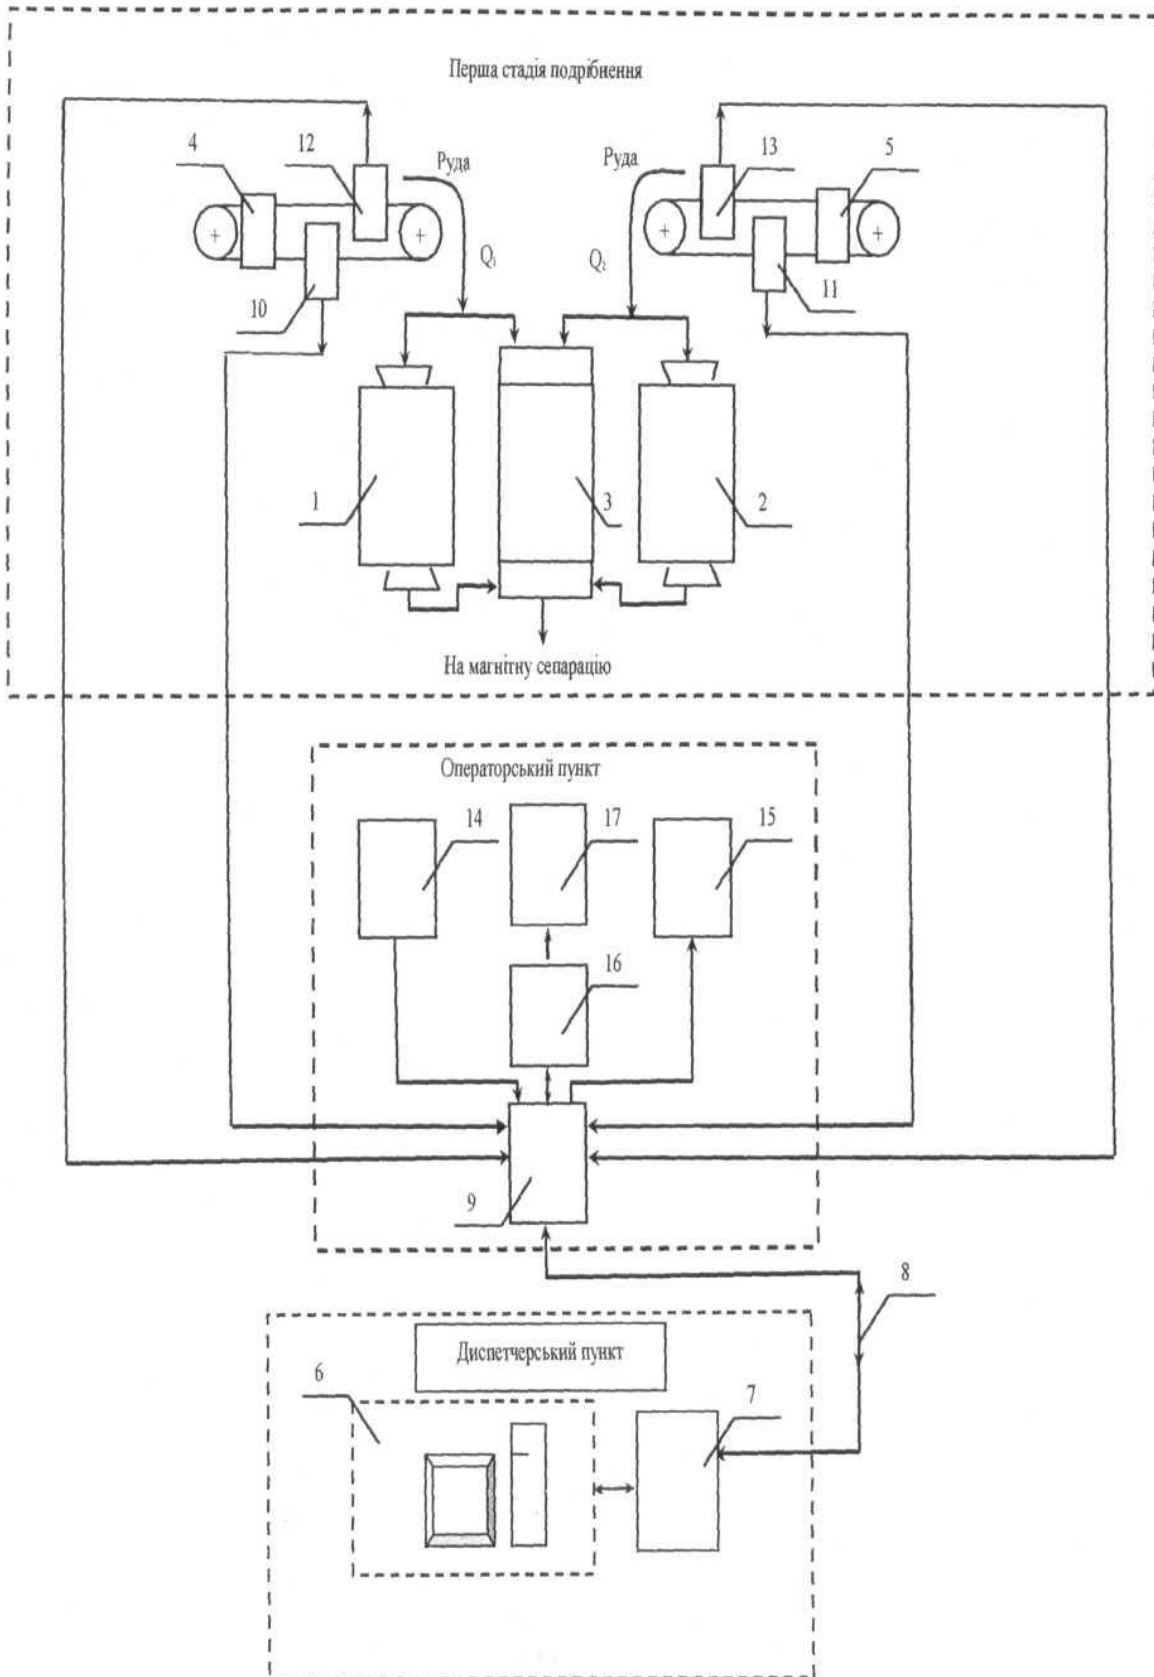 Перша стадія подрібнення
4
12
Руда
Руда
13
5
Q₁
Q₂
10
11
1
3
2
На магнітну сепарацію
Операторський пункт
14
17
15
16
9
8
Диспетчерський пункт
6
7